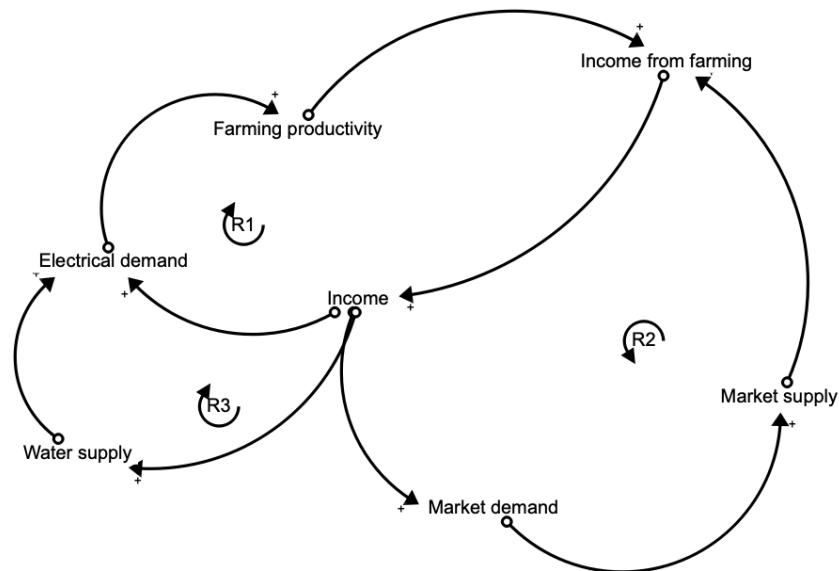 +
Income from farming
+
Farming productivity
R1
Electrical demand
+
+
Income
+
R2
Market supply
R3
+
Water supply
+
+
Market demand